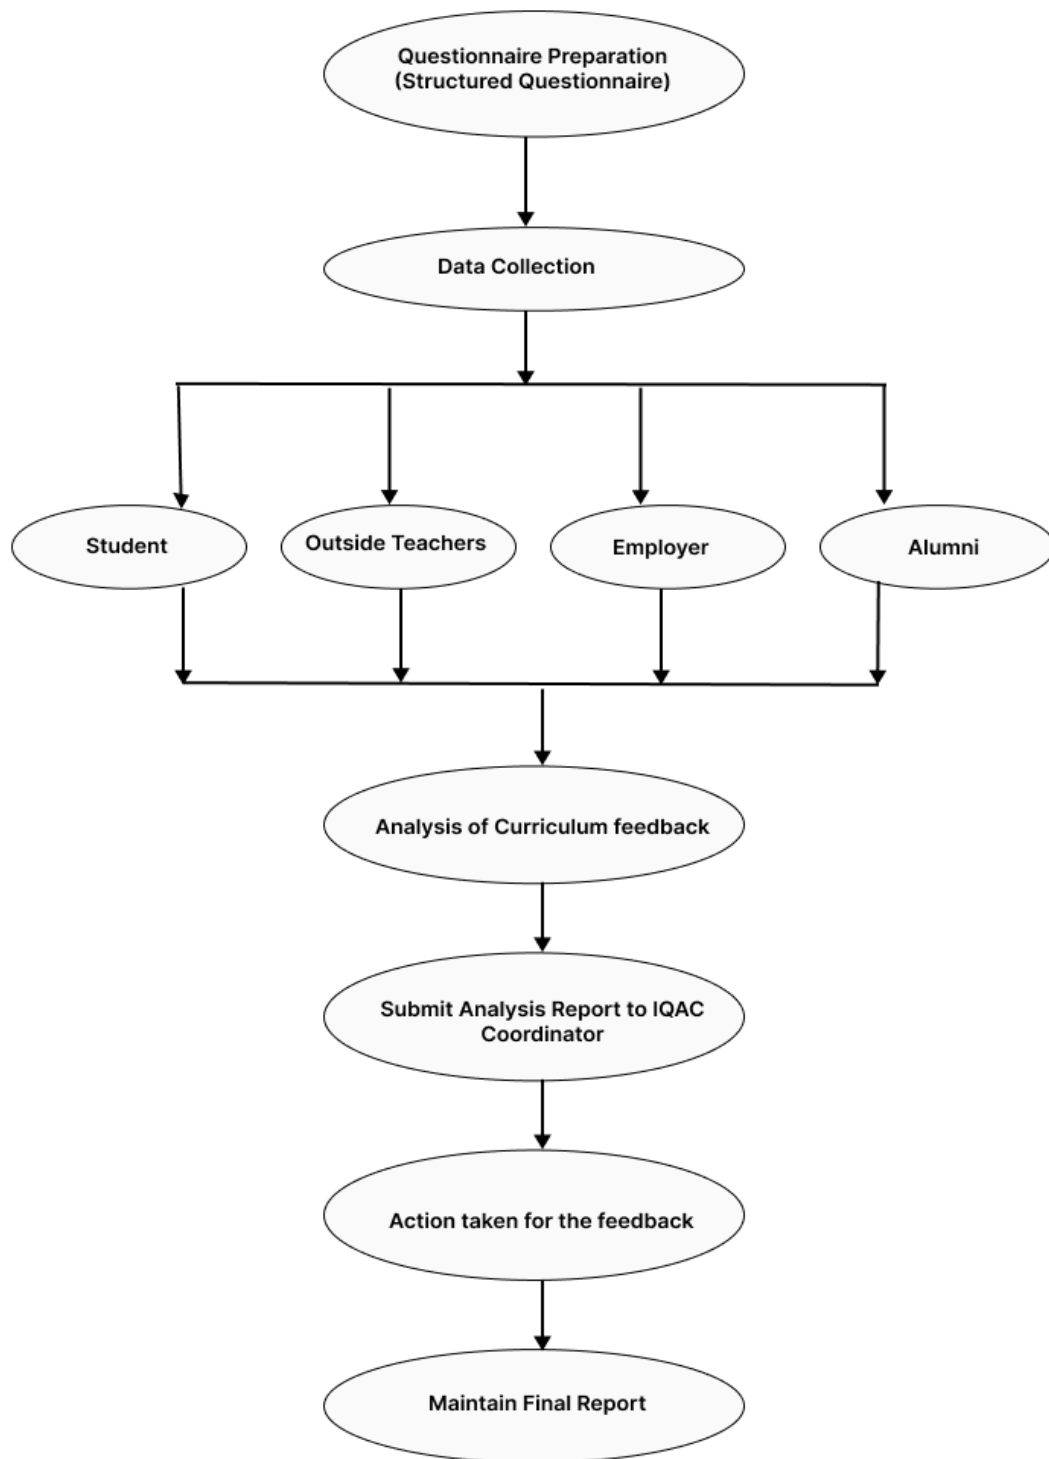 Questionnaire Preparation
(Structured Questionnaire)
Data Collection
Student
Outside Teachers
Employer
Alumni
Analysis of Curriculum feedback
Submit Analysis Report to IQAC
Coordinator
Action taken for the feedback
Maintain Final Report